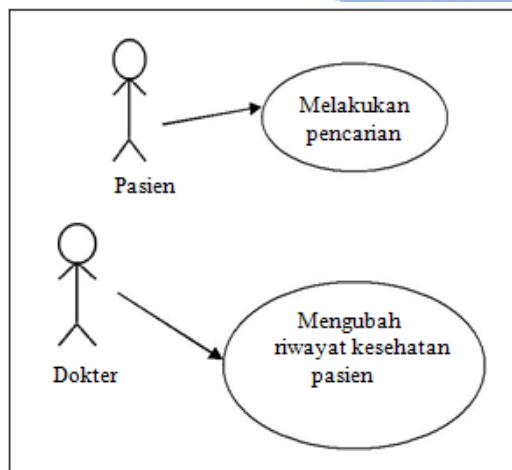 Melakukan
pencarian
Pasien
Mengubah
riwayat kesehatan
pasien
Dokter